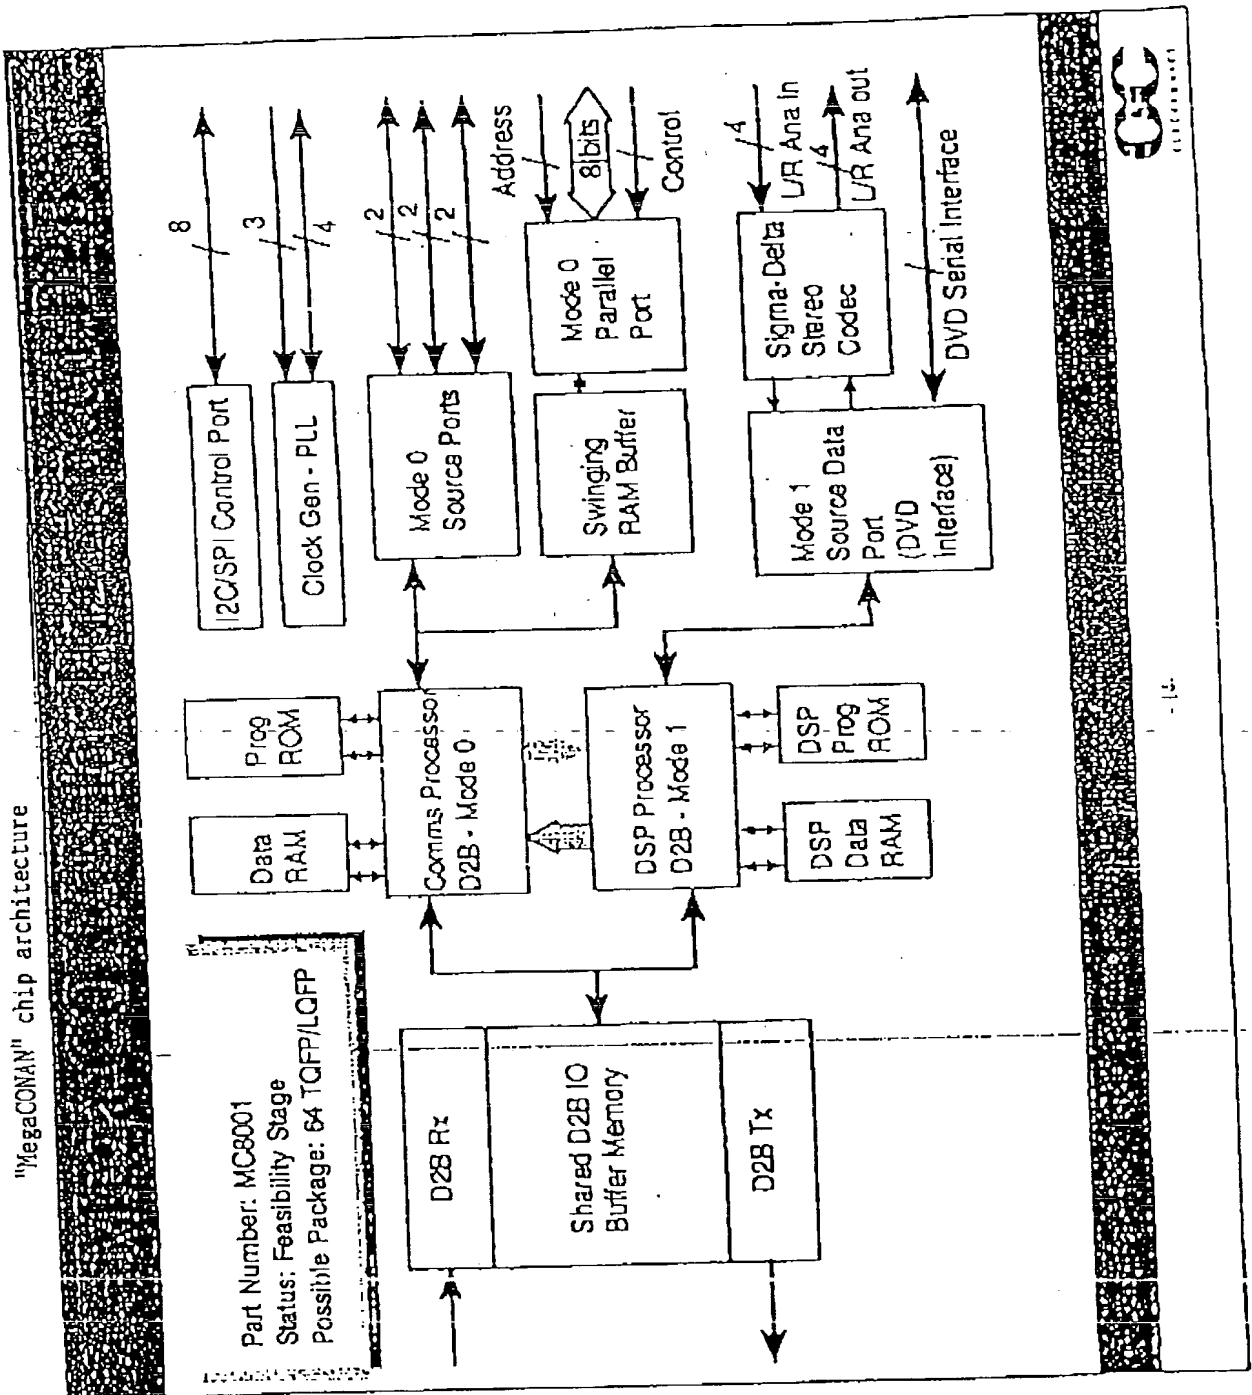 "MegaCONAN" chip architecture
Part Number: MC8001
Status: Feasibility Stage
Possible Package: 64 TQFP/LQFP
D2B Rx
Shared D2B IO
Buffer Memory
D2B Tx
Data
RAM
Prog
ROM
Comms Processor
D2B - Mode 0
DSP Processor
D2B - Mode 1
DSP
Data
RAM
DSP
Prog
ROM
I2C/SPI Control Port
8
Clock Gen - PLL
3
4
Mode 0
Source Ports
2
2
2
Swinging
RAM Buffer
Mode 0
Parallel
Port
Address
8 bits
Control
Mode 1
Source Data
Port
(DVD
Interface)
Sigma-Delta
Stereo
Codec
4
L/R Ana In
4
L/R Ana out
DVD Serial Interface